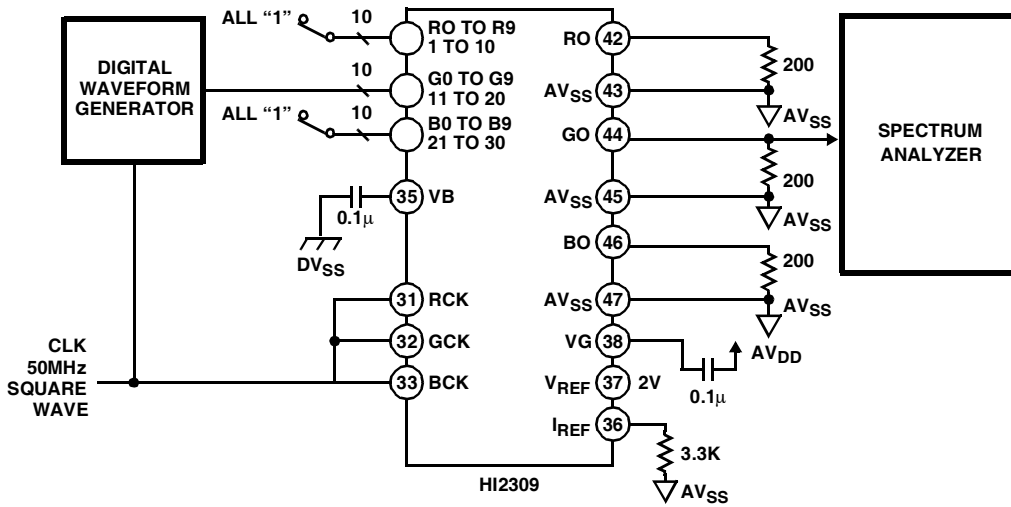 ALL “1”
10
RO TO R9
1 TO 10
DIGITAL
WAVEFORM
GENERATOR
10
G0 TO G9
11 TO 20
ALL “1”
10
B0 TO B9
21 TO 30
0.1µ
35 VB
DVSS
31 RCK
32 GCK
33 BCK
CLK
50MHz
SQUARE
WAVE
RO 42
200
AVSS 43
AVSS
GO 44
200
AVSS 45
AVSS
BO 46
200
AVSS 47
AVSS
VG 38
AVDD
0.1µ
VREF 37 2V
IREF 36
3.3K
AVSS
HI2309
SPECTRUM
ANALYZER